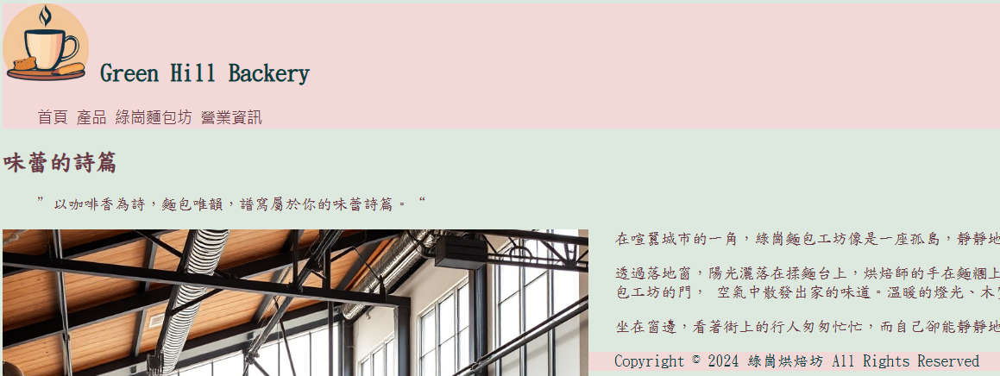 Green Hill Backery
首頁 產品 綠崗麵包坊 營業資訊
味蕾的詩篇
”以咖啡香為詩，麵包唯韻，譜寫屬於你的味蕾詩篇。“
在喧囂城市的一角，綠崗麵包工坊像是一座孤島，靜靜地
透過落地窗，陽光灑落在揉麵台上，烘焙師的手在麵糰上
包工坊的門， 空氣中散發出家的味道。溫暖的燈光、木質
坐在窗邊，看著街上的行人匆匆忙忙，而自己卻能靜靜地
Copyright © 2024 綠崗烘焙坊 All Rights Reserved